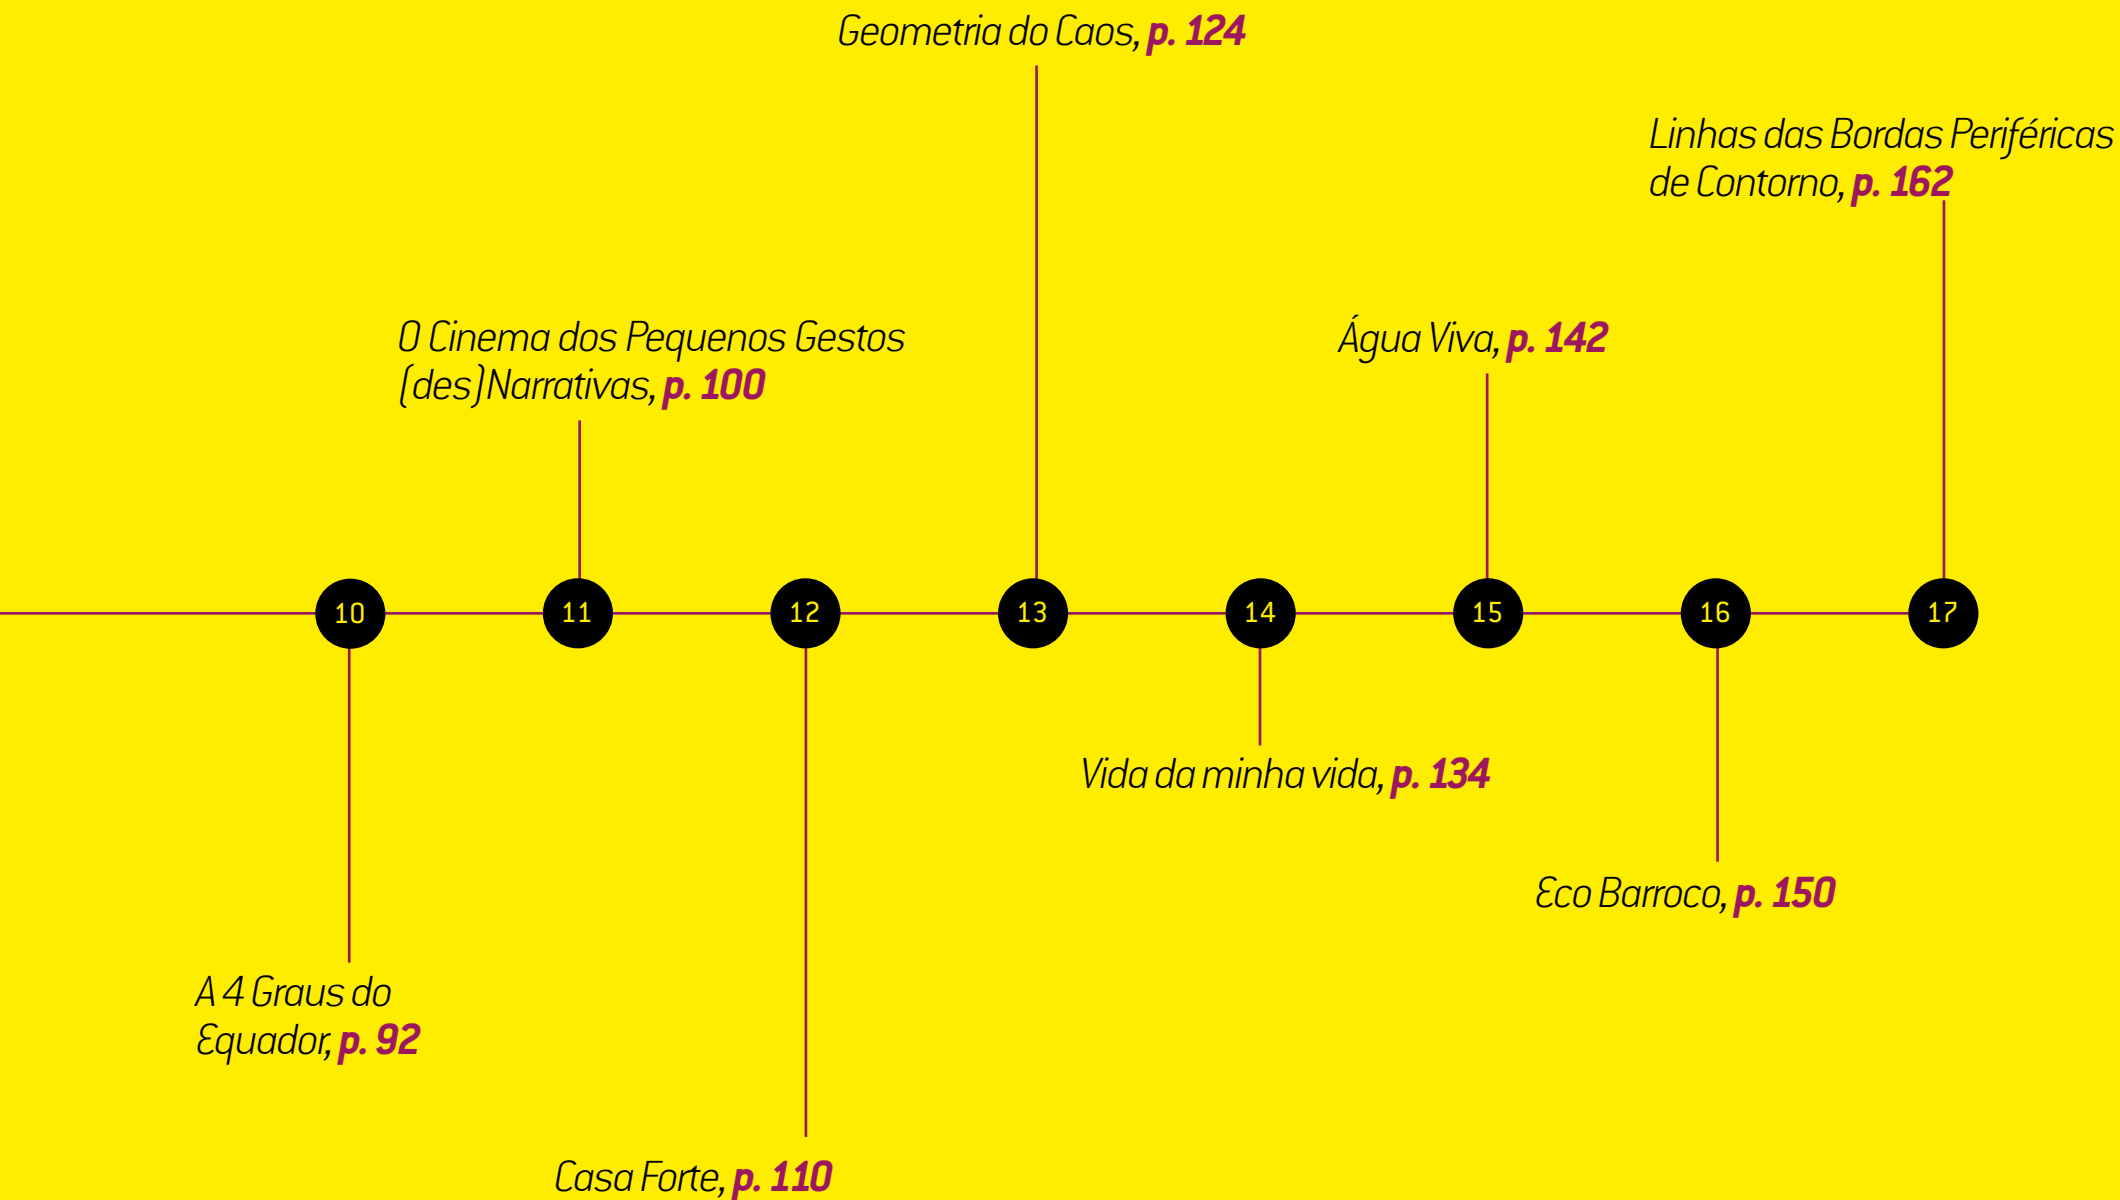 Geometria do Caos, p. 124
Linhas das Bordas Periféricas
de Contorno, p. 162
O Cinema dos Pequenos Gestos
(des)Narrativas, p. 100
Água Viva, p. 142
10 11 12 13 14 15 16 17
Vida da minha vida, p. 134
Eco Barroco, p. 150
A 4 Graus do
Equador, p. 92
Casa Forte, p. 110